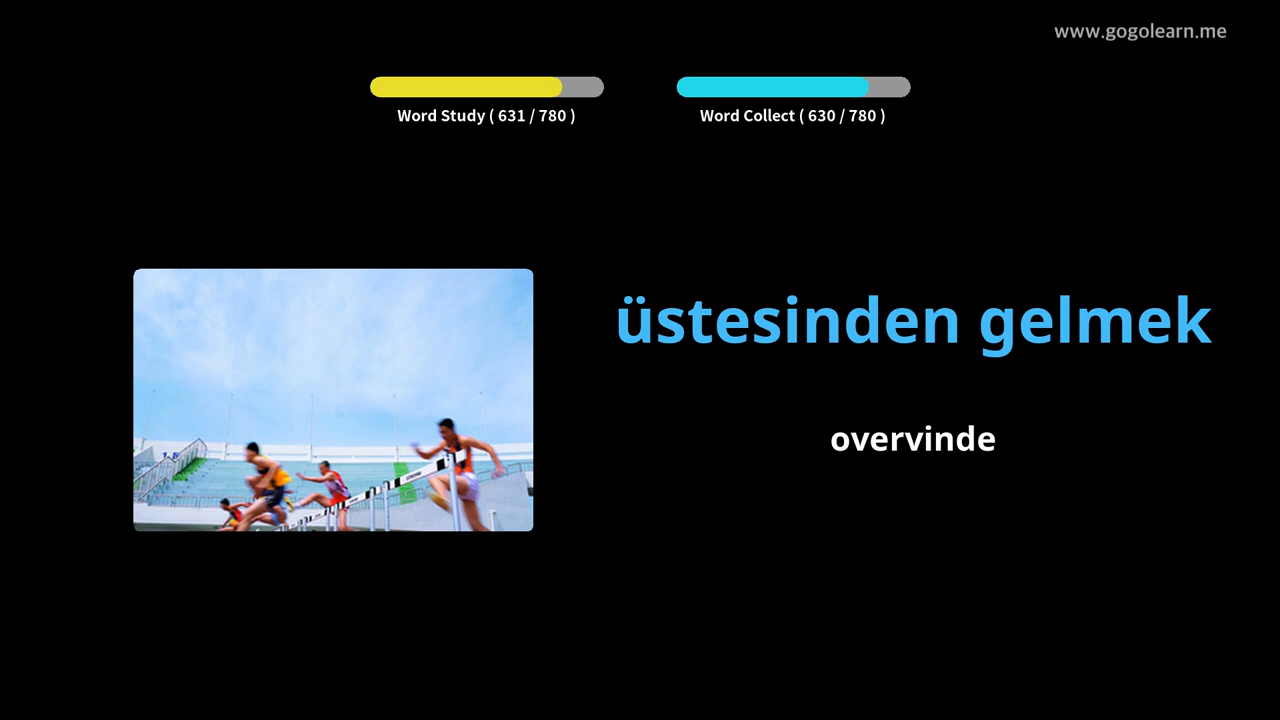 www.gogolearn.me
Word Study ( 631 / 780 )
Word Collect ( 630 / 780 )
üstesinden gelmek
overvinde